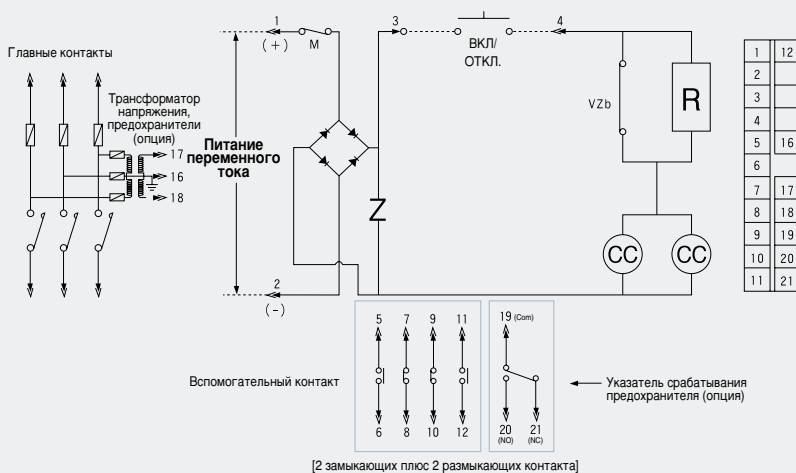 Главные контакты
Трансформатор
напряжения,
предохранители
(опция)
17
16
18
1
(+)
M
Питание
переменного
тока
2
(-)
3
ВКЛ/
ОТКЛ.
4
VZb
R
Z
CC
CC
1 12
2
3
4
5 16
6
7 17
8 18
9 19
10 20
11 21
Вспомогательный контакт
5 7 9 11
6 8 10 12
19 (Com)
20 21
(NO) (NC)
Указатель срабатывания
предохранителя (опция)
[2 замыкающих плюс 2 размыкающих контакта]